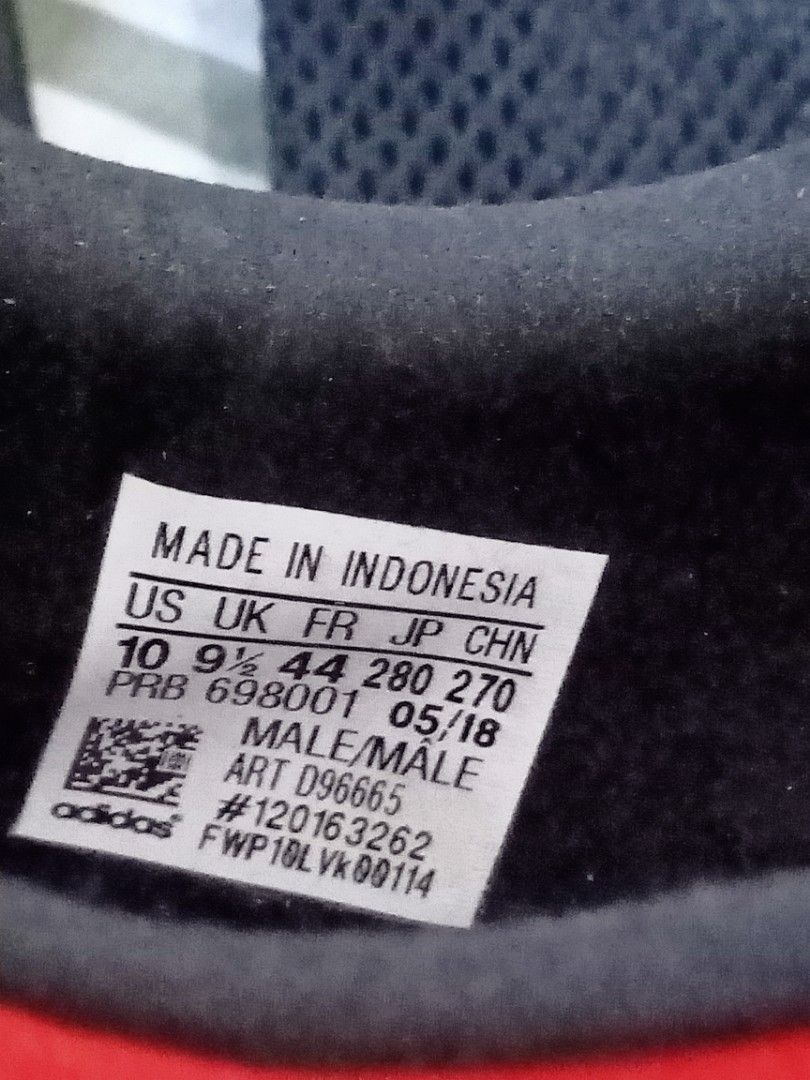 MADE IN INDONESIA
US UK FR JP CHN
10 9½ 44 280 270
PRB 698001 05/18
MALE/MÂLE
ART D96665
#120163262
FWP10LVk00114
adidas